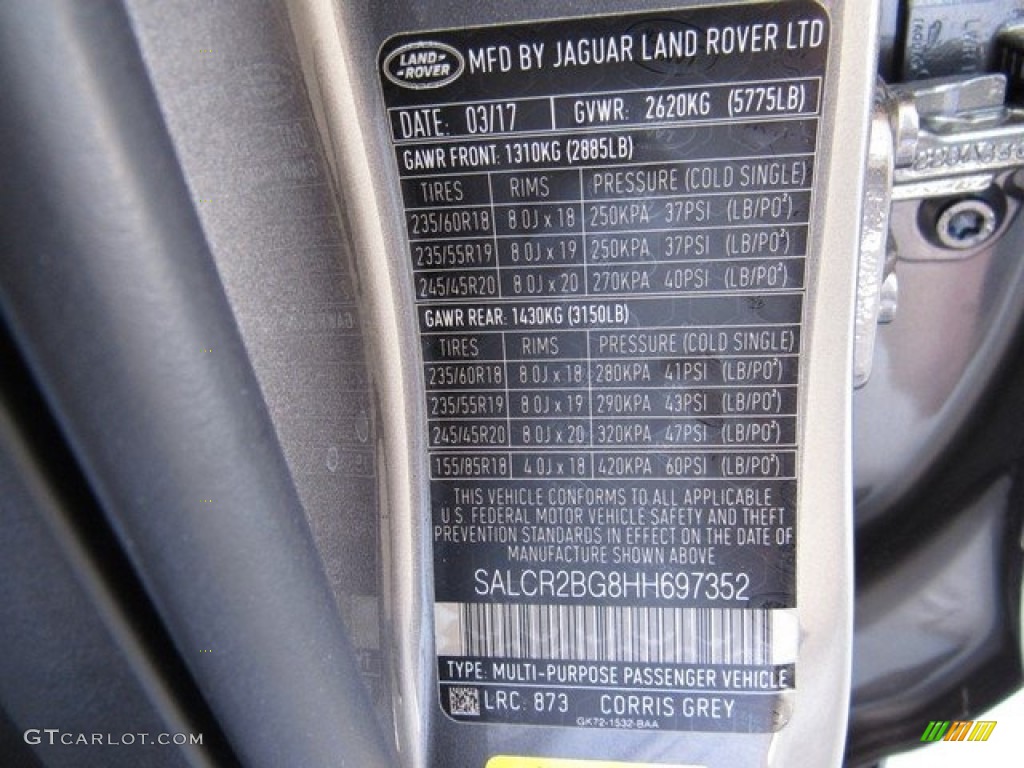 LAND-
-ROVER
MFD BY JAGUAR LAND ROVER LTD
DATE: 03/17 GVWR: 2620KG (5775LB)
GAWR FRONT: 1310KG (2885LB)
TIRES RIMS PRESSURE (COLD SINGLE)
235/60R18 8.0J x 18 250KPA 37PSI (LB/PO²)
235/55R19 8.0J x 19 250KPA 37PSI (LB/PO²)
245/45R20 8.0J x 20 270KPA 40PSI (LB/PO²)
GAWR REAR: 1430KG (3150LB)
TIRES RIMS PRESSURE (COLD SINGLE)
235/60R18 8.0J x 18 280KPA 41PSI (LB/PO²)
235/55R19 8.0J x 19 290KPA 43PSI (LB/PO²)
245/45R20 8.0J x 20 320KPA 47PSI (LB/PO²)
155/85R18 4.0J x 18 420KPA 60PSI (LB/PO²)
THIS VEHICLE CONFORMS TO ALL APPLICABLE
U.S. FEDERAL MOTOR VEHICLE SAFETY AND THEFT
PREVENTION STANDARDS IN EFFECT ON THE DATE OF
MANUFACTURE SHOWN ABOVE
SALCR2BG8HH697352
TYPE: MULTI-PURPOSE PASSENGER VEHICLE
LRC: 873 CORRIS GREY
GK72-1532-BAA
GTCARLOT.COM